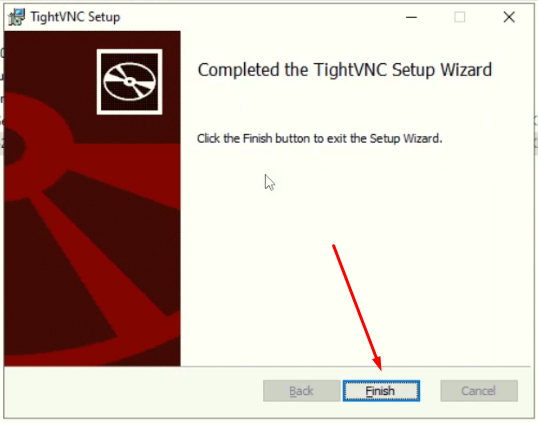 TightVNC Setup
Completed the TightVNC Setup Wizard
Click the Finish button to exit the Setup Wizard.
Back
Finish
Cancel